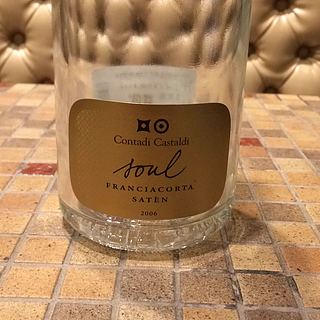 Contadi Castaldi
soul
FRANCIACORTA
SATÈN
2006